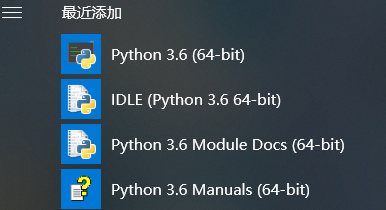 最近添加
Python 3.6 (64-bit)
IDLE (Python 3.6 64-bit)
Python 3.6 Module Docs (64-bit)
Python 3.6 Manuals (64-bit)